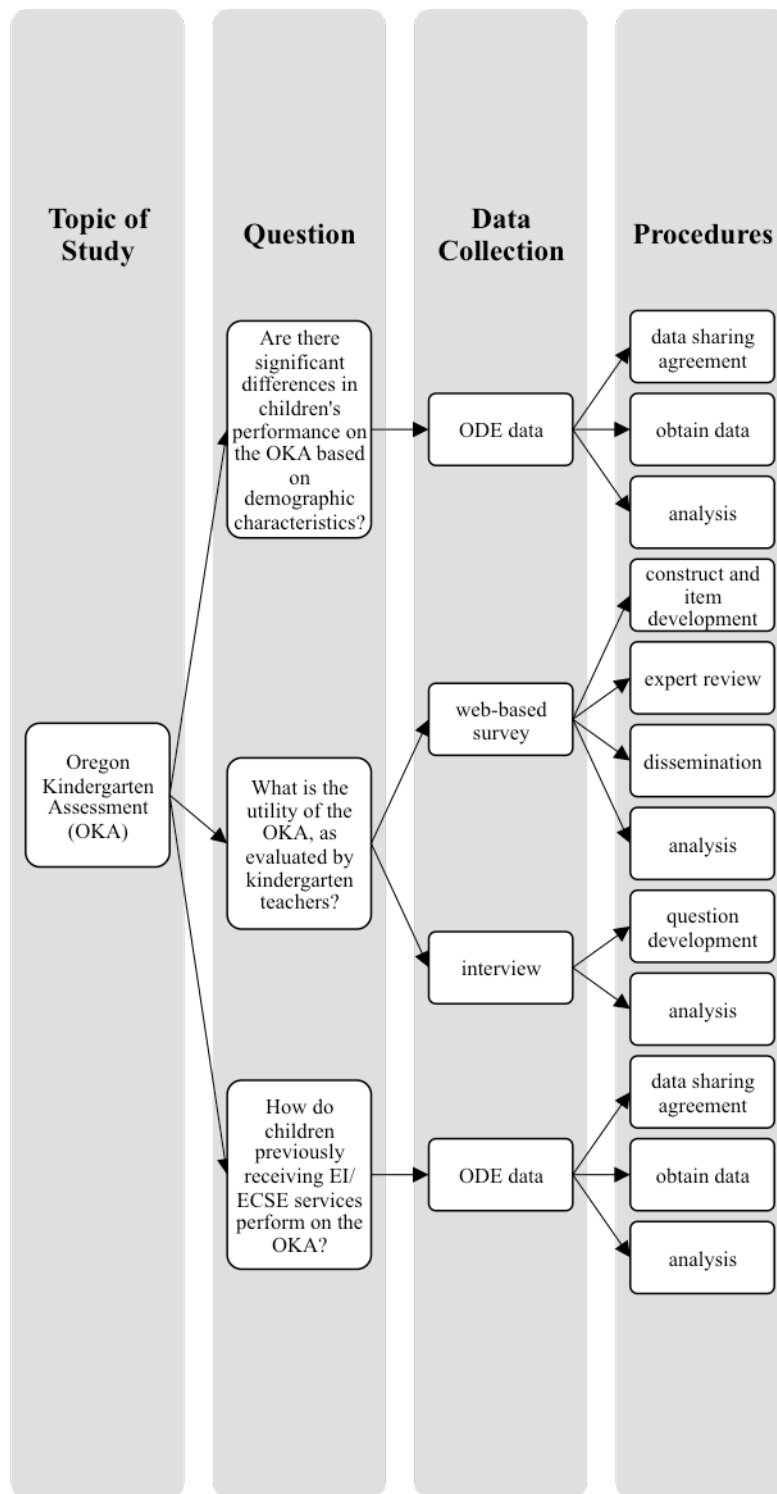 Topic of
Study
Question
Data
Collection
Procedures
Oregon
Kindergarten
Assessment
(OKA)
Are there
significant
differences in
children's
performance on
the OKA based
on
demographic
characteristics?
ODE data
data sharing
agreement
obtain data
analysis
What is the
utility of the
OKA, as
evaluated by
kindergarten
teachers?
web-based
survey
construct and
item
development
expert review
dissemination
analysis
interview
question
development
analysis
How do
children
previously
receiving EI/
ECSE services
perform on the
OKA?
ODE data
data sharing
agreement
obtain data
analysis